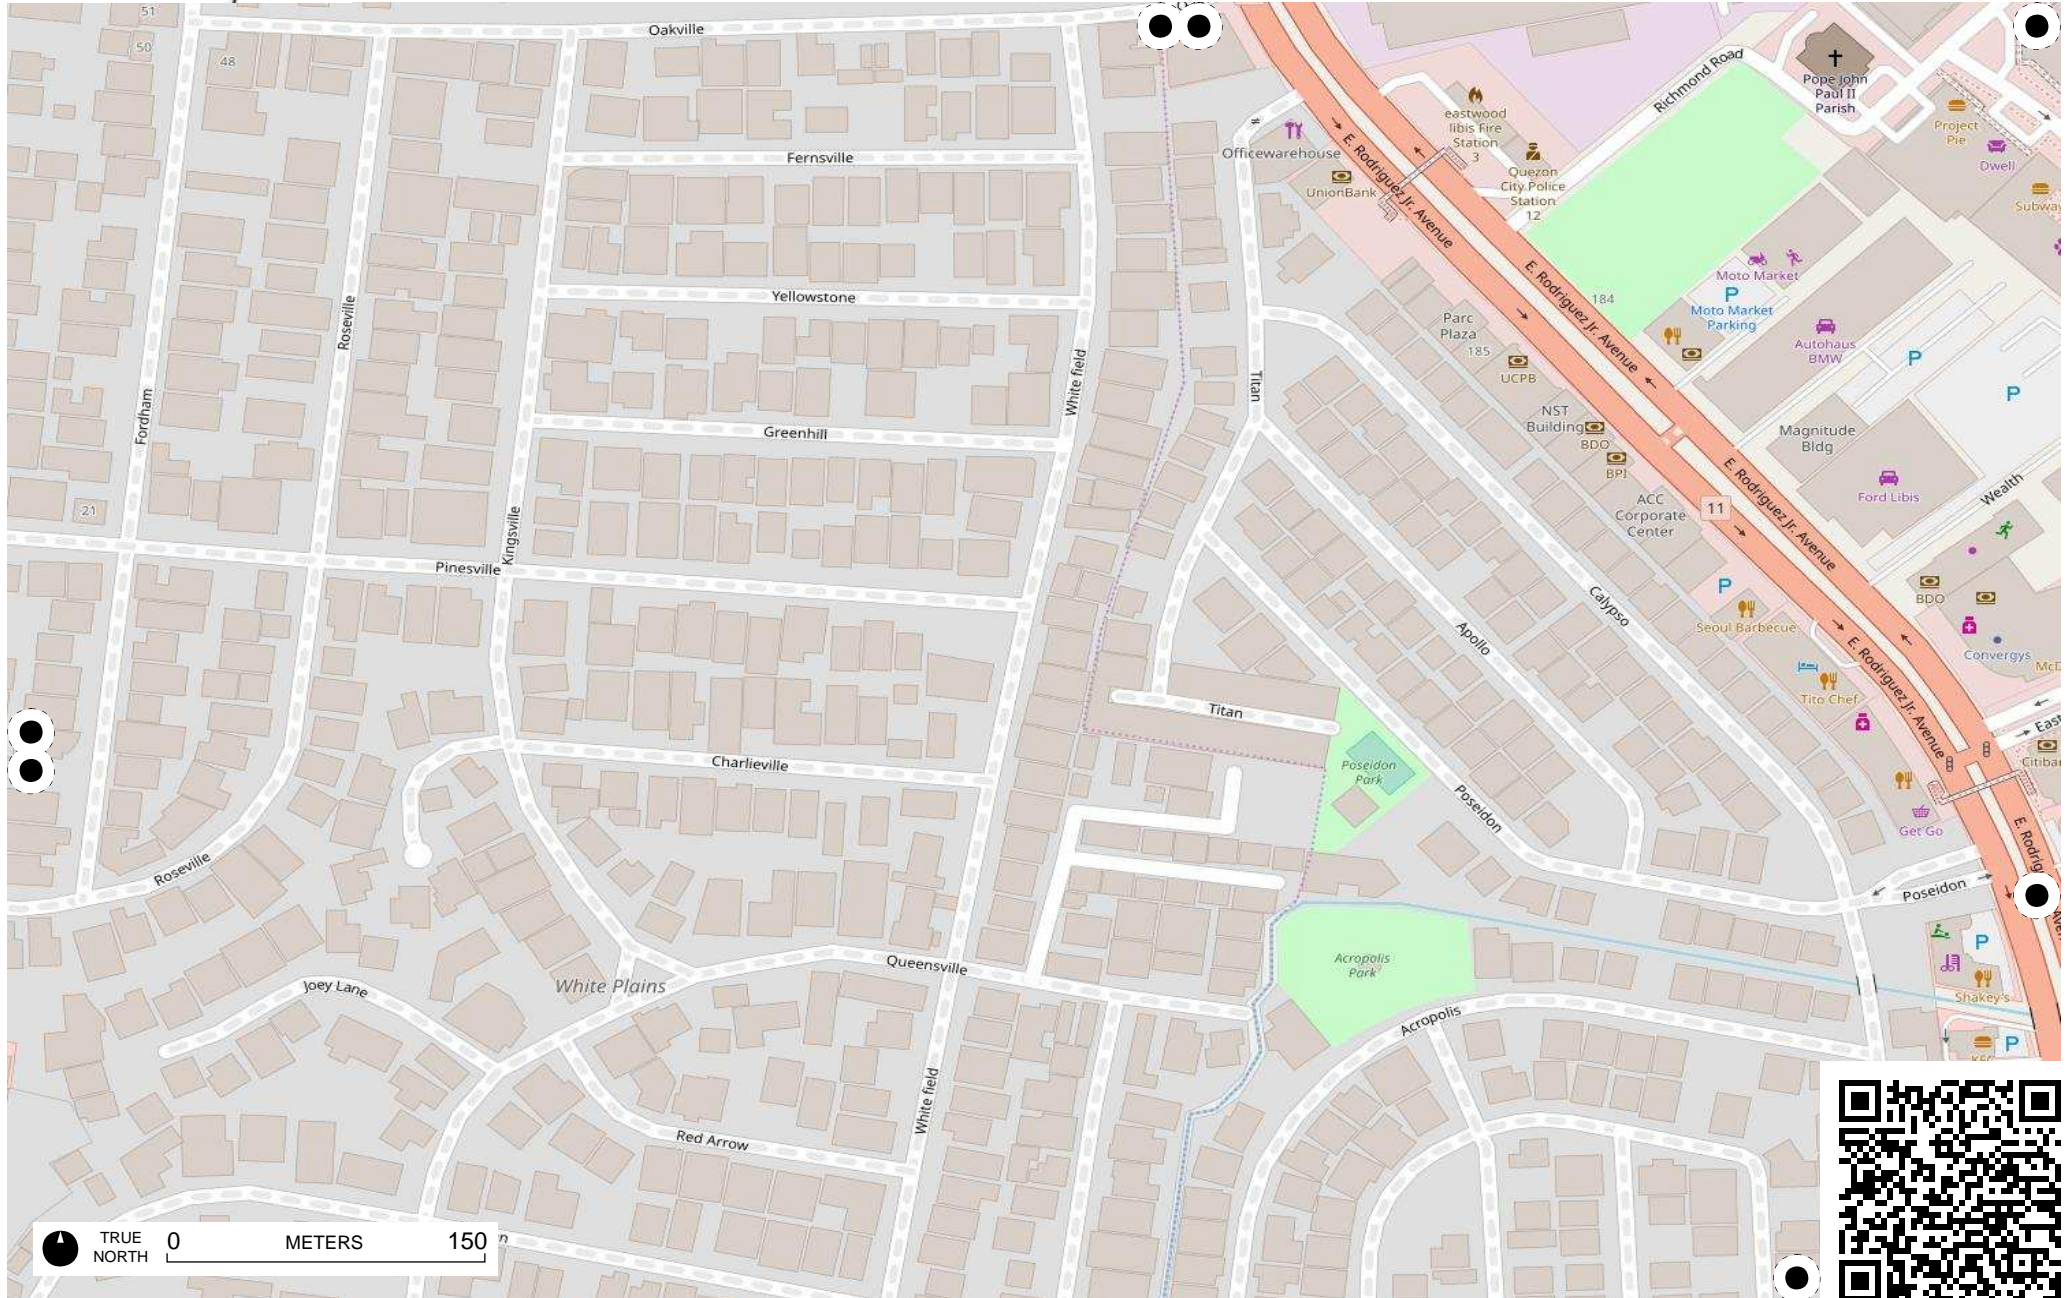 51
Oakville
50
48
Richmond Road
Pope John
Paul II
Parish
eastwood
libis Fire
Station
3
Project
Pie
Officewarehouse
E. Rodriguez Jr. Avenue
Fernsville
Dwell
Quezon
City Police
Station
12
UnionBank
Subway
E. Rodriguez Jr. Avenue
Moto Market
P
Moto Market
Parking
184
Yellowstone
Roseville
Parc
Plaza
185
Autohaus
BMW
P
UCPB
White field
Titan
P
Fordham
NST
Building
BDO
Greenhill
Magnitude
Bldg
BPI
E. Rodriguez Jr. Avenue
Ford Libis
Wealth
21
11
ACC
Corporate
Center
Kingsville
Pinesville
P
BDO
Calypso
Seoul Barbecue
Apollo
E. Rodriguez Jr. Avenue
Convergys
McD
Tito Chef
Titan
East
Charlieville
Poseidon
Park
Citiban
Poseidon
Get Go
E. Rodrig
Roseville
Poseidon
Queensville
Acropolis
Park
P
White Plains
Joey Lane
Shakey's
Acropolis
P
KFC
White field
Red Arrow
TRUE
NORTH
0 METERS 150
n